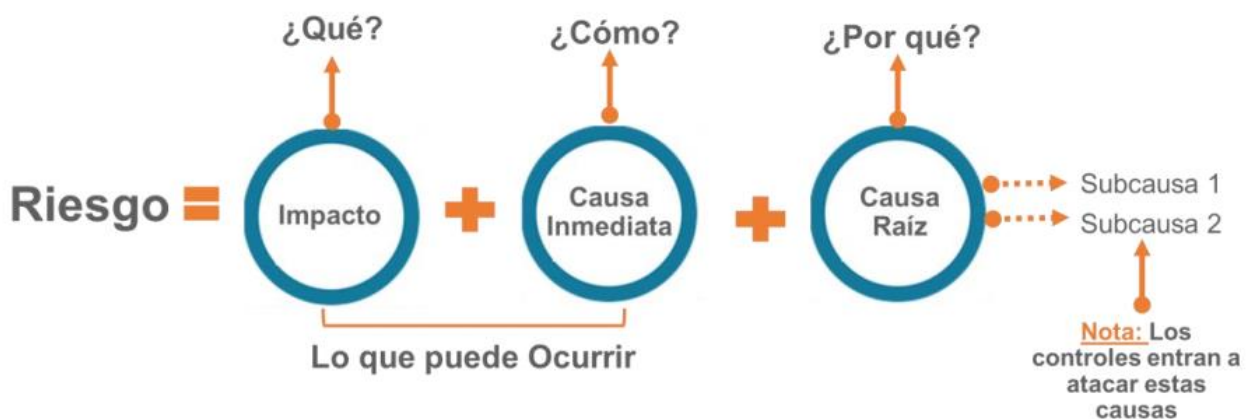 ¿Qué?
¿Cómo?
¿Por qué?
Riesgo =
Impacto
+
Causa
Inmediata
+
Causa
Raíz
Subcausa 1
Subcausa 2
Lo que puede Ocurrir
Nota: Los
controles entran a
atacar estas
causas